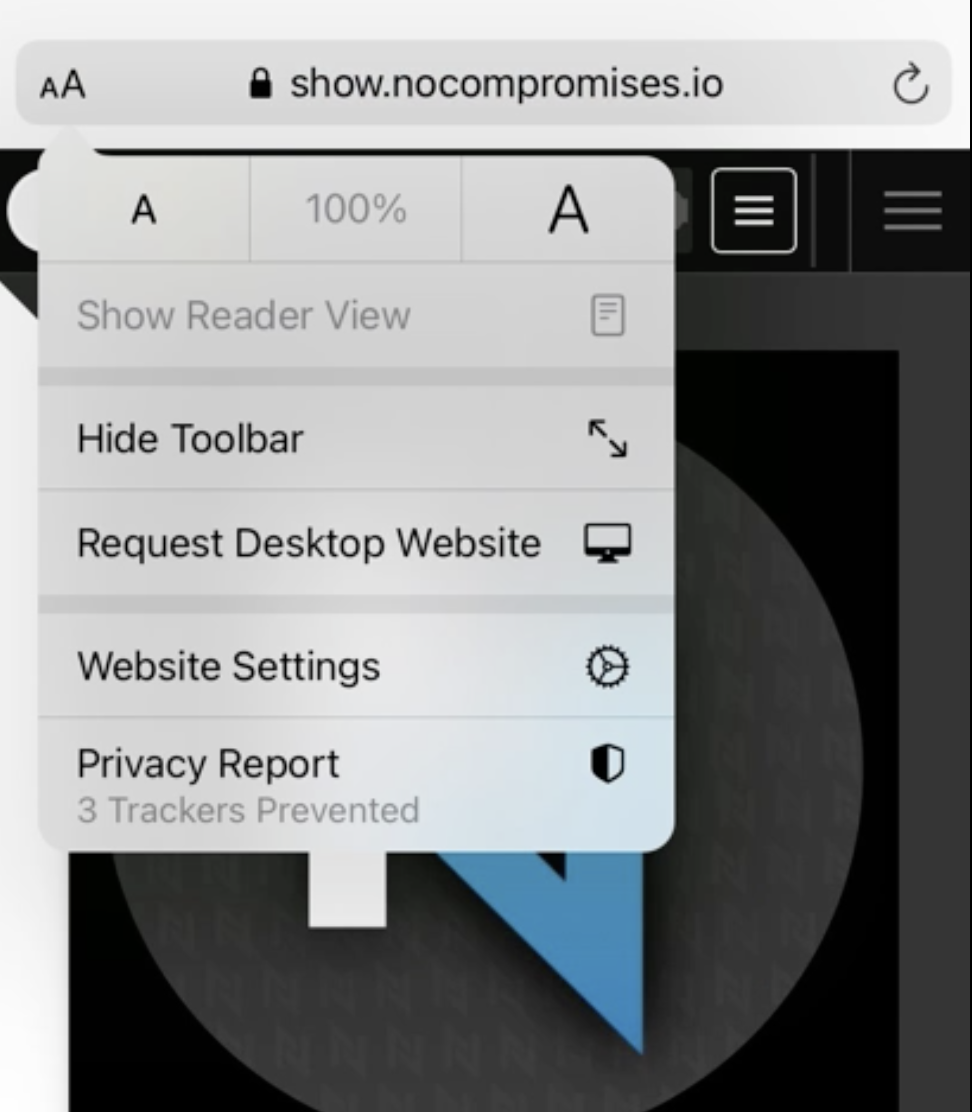 AA show.nocompromises.io
A 100% A
Show Reader View
Hide Toolbar
Request Desktop Website
Website Settings
Privacy Report
3 Trackers Prevented